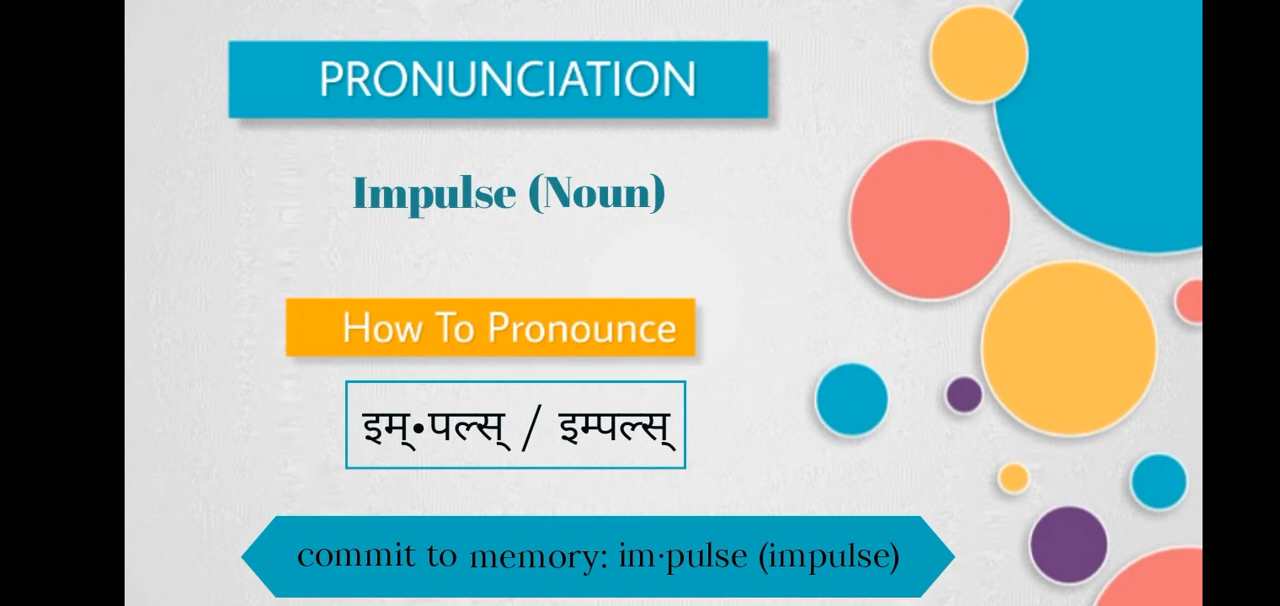 PRONUNCIATION
Impulse (Noun)
How To Pronounce
इम्•पल्स् / इम्पल्स्
commit to memory: im·pulse (impulse)